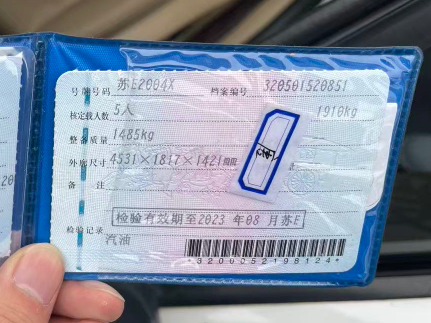 号牌号码 苏E2004X 档案编号 320501520851
核定载人数 5人 1910kg
整备质量 1485kg
外廓尺寸 4531×1817×1421
备注
检验有效期至2023年08月苏E
检验记录
汽油
*3200052198124*